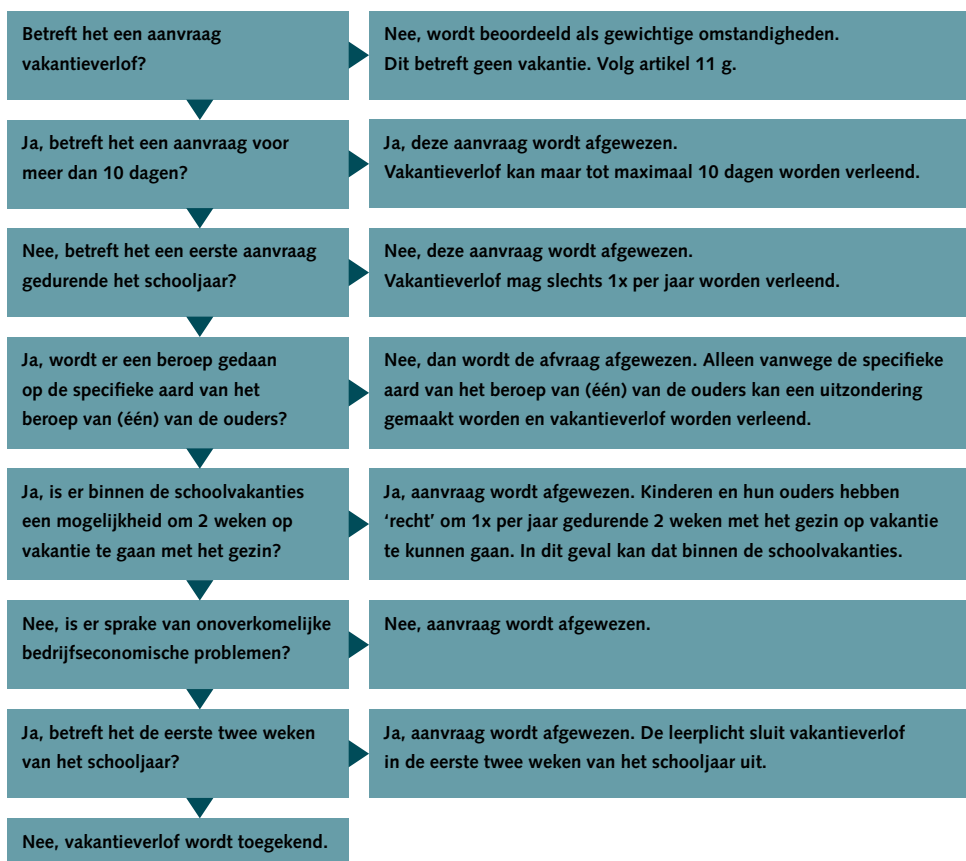 Betreft het een aanvraag
vakantieverlof?
Nee, wordt beoordeeld als gewichtige omstandigheden.
Dit betreft geen vakantie. Volg artikel 11 g.
Ja, betreft het een aanvraag voor
meer dan 10 dagen?
Ja, deze aanvraag wordt afgewezen.
Vakantieverlof kan maar tot maximaal 10 dagen worden verleend.
Nee, betreft het een eerste aanvraag
gedurende het schooljaar?
Nee, deze aanvraag wordt afgewezen.
Vakantieverlof mag slechts 1x per jaar worden verleend.
Ja, wordt er een beroep gedaan
op de specifieke aard van het
beroep van (één) van de ouders?
Nee, dan wordt de afvraag afgewezen. Alleen vanwege de specifieke
aard van het beroep van (één) van de ouders kan een uitzondering
gemaakt worden en vakantieverlof worden verleend.
Ja, is er binnen de schoolvakanties
een mogelijkheid om 2 weken op
vakantie te gaan met het gezin?
Ja, aanvraag wordt afgewezen. Kinderen en hun ouders hebben
‘recht’ om 1x per jaar gedurende 2 weken met het gezin op vakantie
te kunnen gaan. In dit geval kan dat binnen de schoolvakanties.
Nee, is er sprake van onoverkomelijke
bedrijfseconomische problemen?
Nee, aanvraag wordt afgewezen.
Ja, betreft het de eerste twee weken
van het schooljaar?
Ja, aanvraag wordt afgewezen. De leerplicht sluit vakantieverlof
in de eerste twee weken van het schooljaar uit.
Nee, vakantieverlof wordt toegekend.